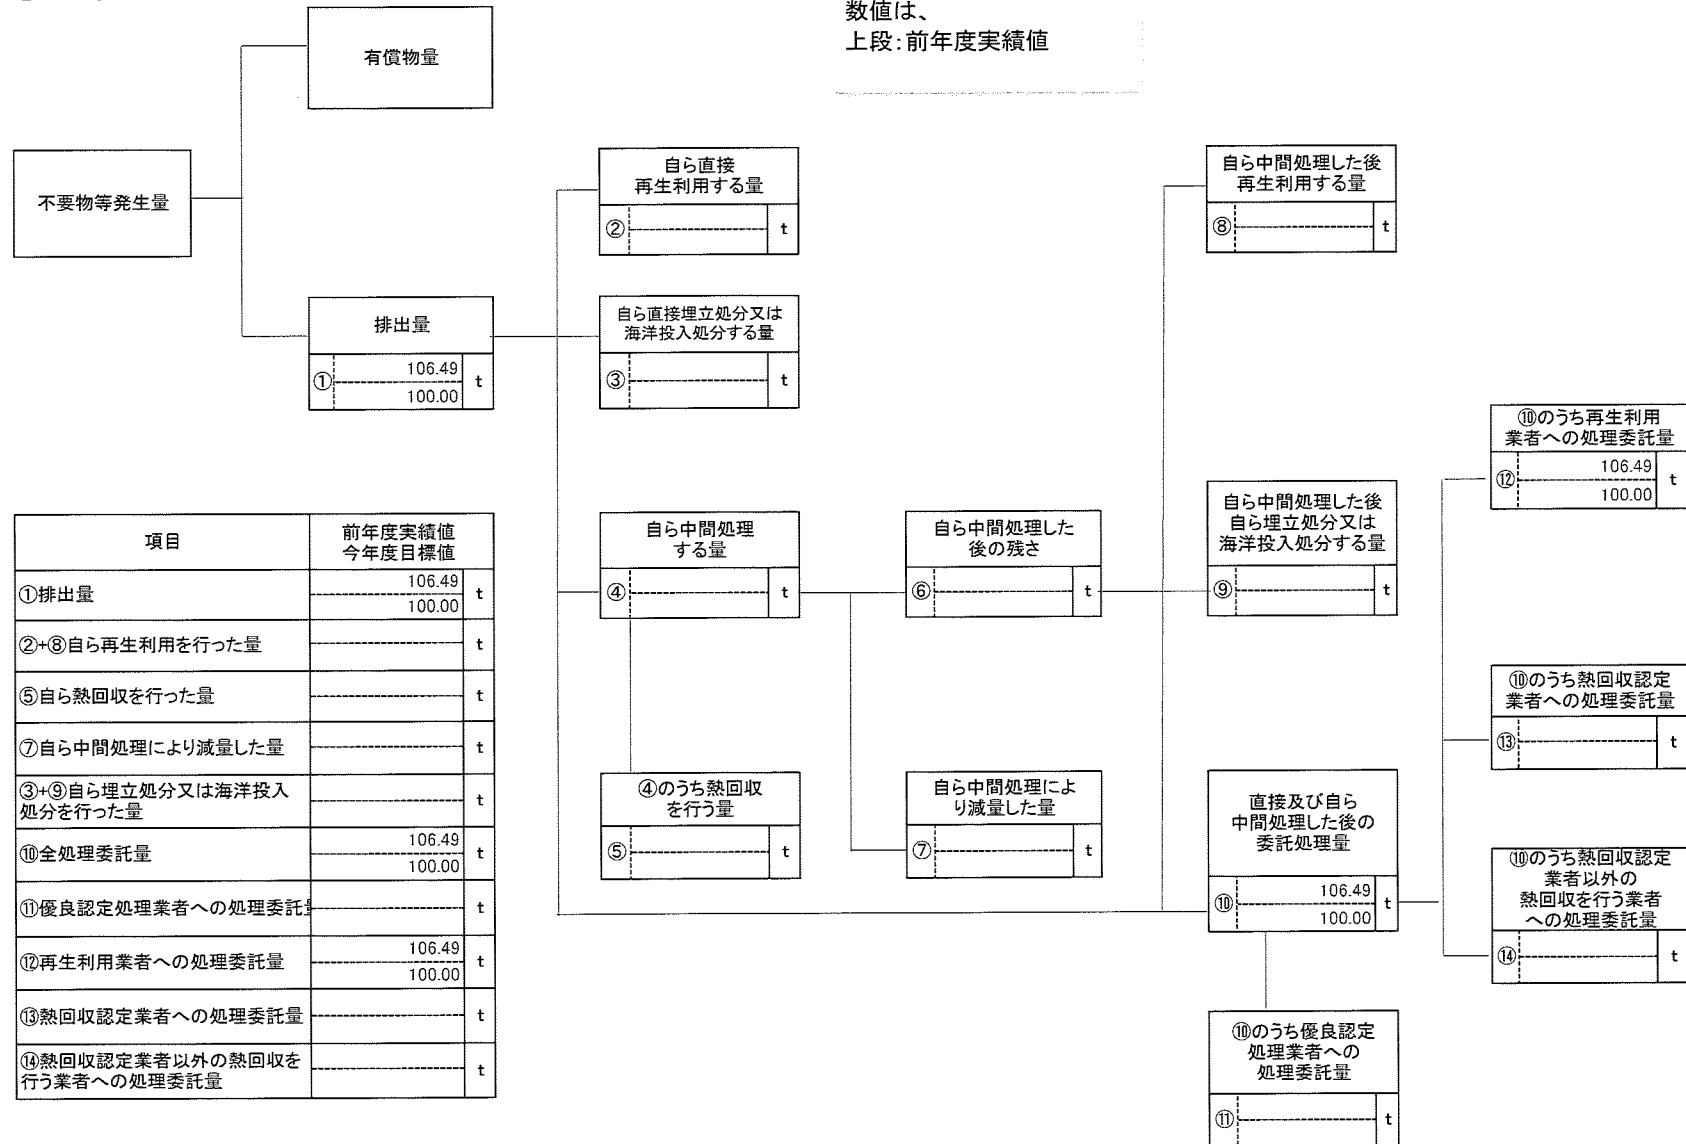 数値は、
上段:前年度実績値
有償物量
不要物等発生量
排出量
① 106.49 t
100.00
自ら直接
再生利用する量
② t
自ら直接埋立処分又は
海洋投入処分する量
③ t
自ら中間処理
する量
④ t
④のうち熱回収
を行う量
⑤ t
自ら中間処理した
後の残さ
⑥ t
自ら中間処理によ
り減量した量
⑦ t
自ら中間処理した後
再生利用する量
⑧ t
自ら中間処理した後
自ら埋立処分又は
海洋投入処分する量
⑨ t
直接及び自ら
中間処理した後の
委託処理量
⑩ 106.49 t
100.00
⑩のうち優良認定
処理業者への
処理委託量
⑪ t
⑩のうち再生利用
業者への処理委託量
⑫ 106.49 t
100.00
⑩のうち熱回収認定
業者への処理委託量
⑬ t
⑩のうち熱回収認定
業者以外の
熱回収を行う業者
への処理委託量
⑭ t
項目 前年度実績値
今年度目標値
①排出量 106.49 t
100.00
②+⑧自ら再生利用を行った量 t
⑤自ら熱回収を行った量 t
⑦自ら中間処理により減量した量 t
③+⑨自ら埋立処分又は海洋投入
処分を行った量 t
⑩全処理委託量 106.49 t
100.00
⑪優良認定処理業者への処理委託 t
⑫再生利用業者への処理委託量 106.49 t
100.00
⑬熱回収認定業者への処理委託量 t
⑭熱回収認定業者以外の熱回収を
行う業者への処理委託量 t